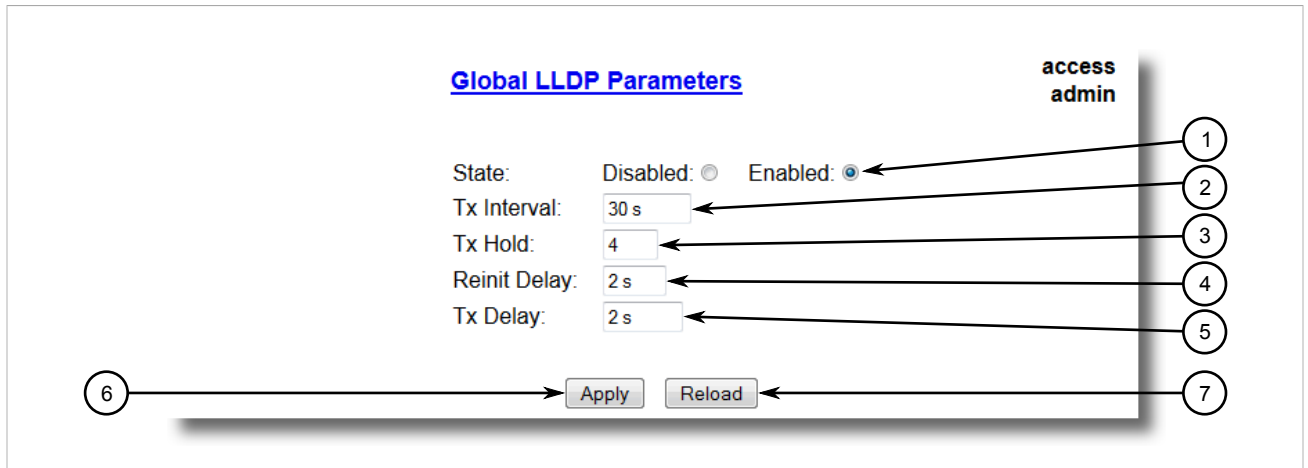 Global LLDP Parameters
access
admin
State: Disabled: Enabled:
1
Tx Interval: 30 s
2
Tx Hold: 4
3
Reinit Delay: 2 s
4
Tx Delay: 2 s
5
6
Apply Reload
7